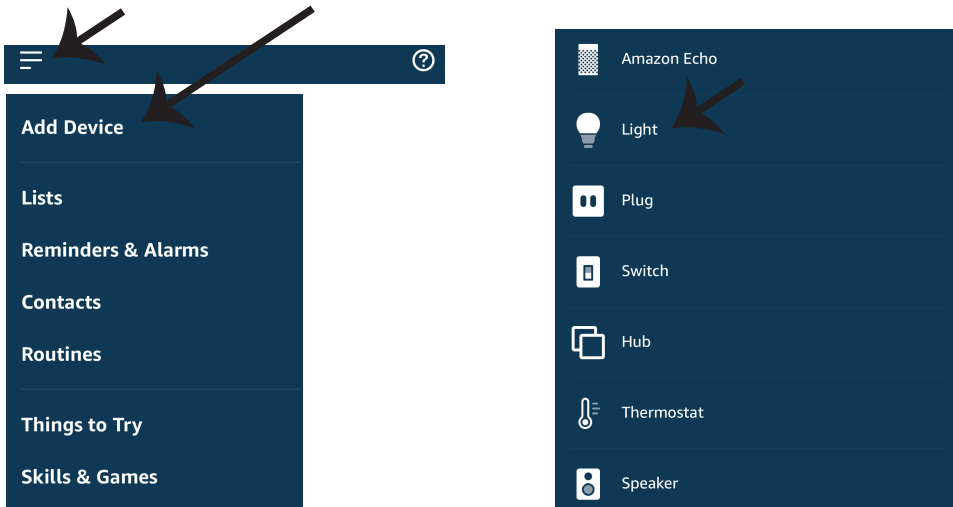 ?
Add Device
Lists
Reminders & Alarms
Contacts
Routines
Things to Try
Skills & Games
Amazon Echo
Light
Plug
Switch
Hub
Thermostat
Speaker